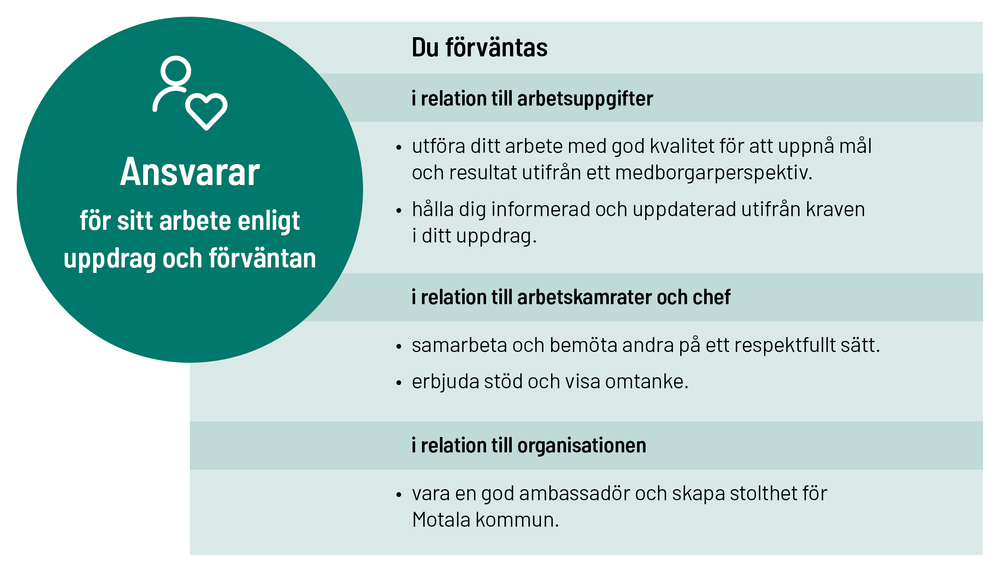 Ansvarar
för sitt arbete enligt
uppdrag och förväntan
Du förväntas
i relation till arbetsuppgifter
• utföra ditt arbete med god kvalitet för att uppnå mål
och resultat utifrån ett medborgarperspektiv.
• hålla dig informerad och uppdaterad utifrån kraven
i ditt uppdrag.
i relation till arbetskamrater och chef
• samarbeta och bemöta andra på ett respektfullt sätt.
• erbjuda stöd och visa omtanke.
i relation till organisationen
• vara en god ambassadör och skapa stolthet för
Motala kommun.